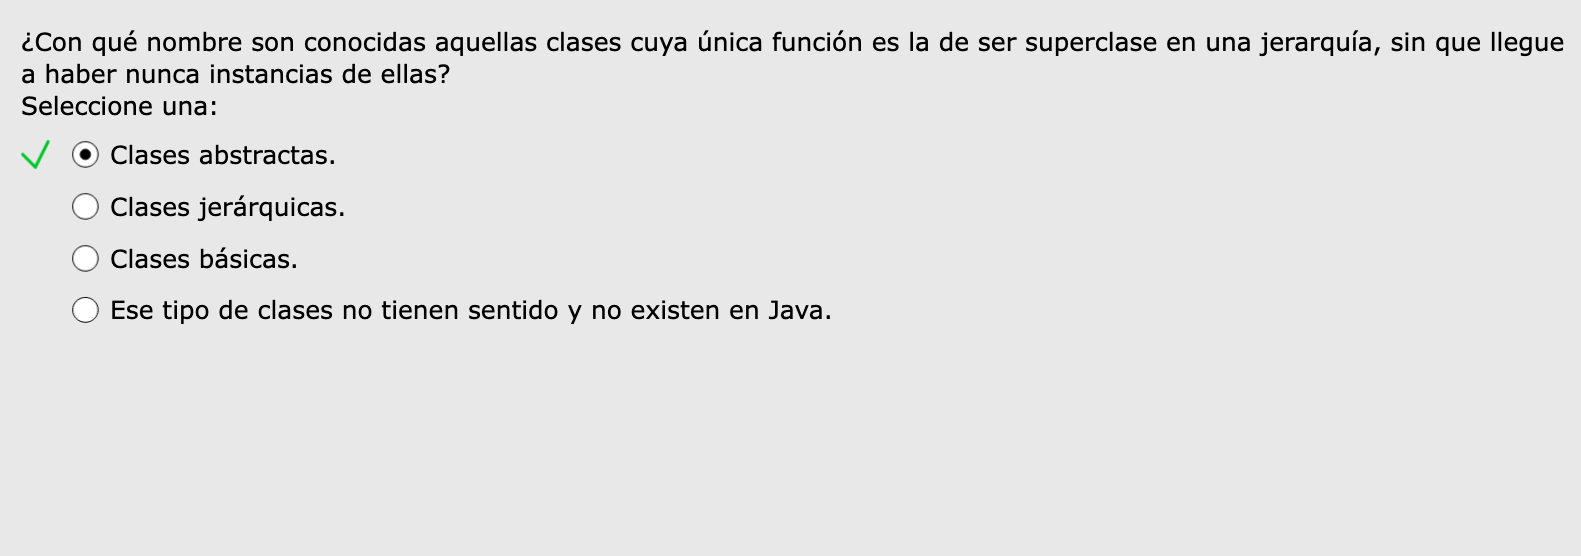 ¿Con qué nombre son conocidas aquellas clases cuya única función es la de ser superclase en una jerarquía, sin que llegue
a haber nunca instancias de ellas?
Seleccione una:
Clases abstractas.
Clases jerárquicas.
Clases básicas.
Ese tipo de clases no tienen sentido y no existen en Java.